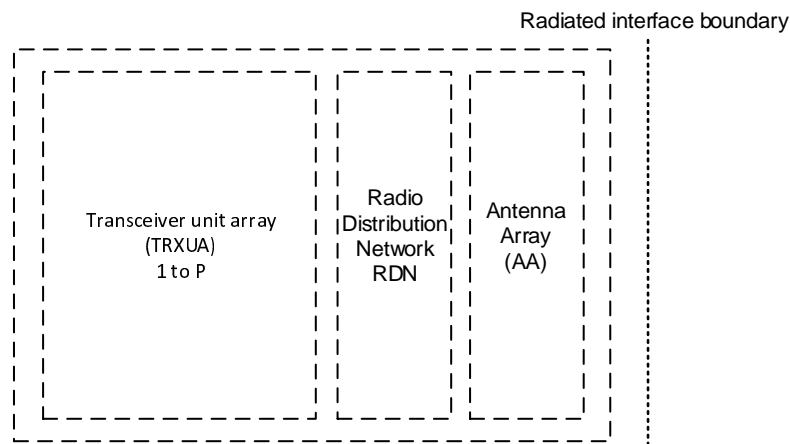 Radiated interface boundary
Transceiver unit array
(TRXUA)
1 to P
Radio
Distribution
Network
RDN
Antenna
Array
(AA)